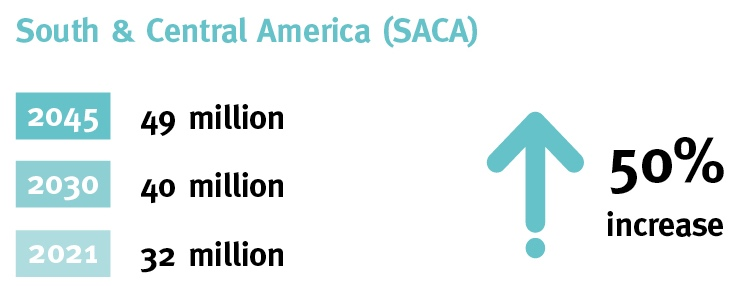 South & Central America (SACA)
2045 49 million
2030 40 million
2021 32 million
50%
increase